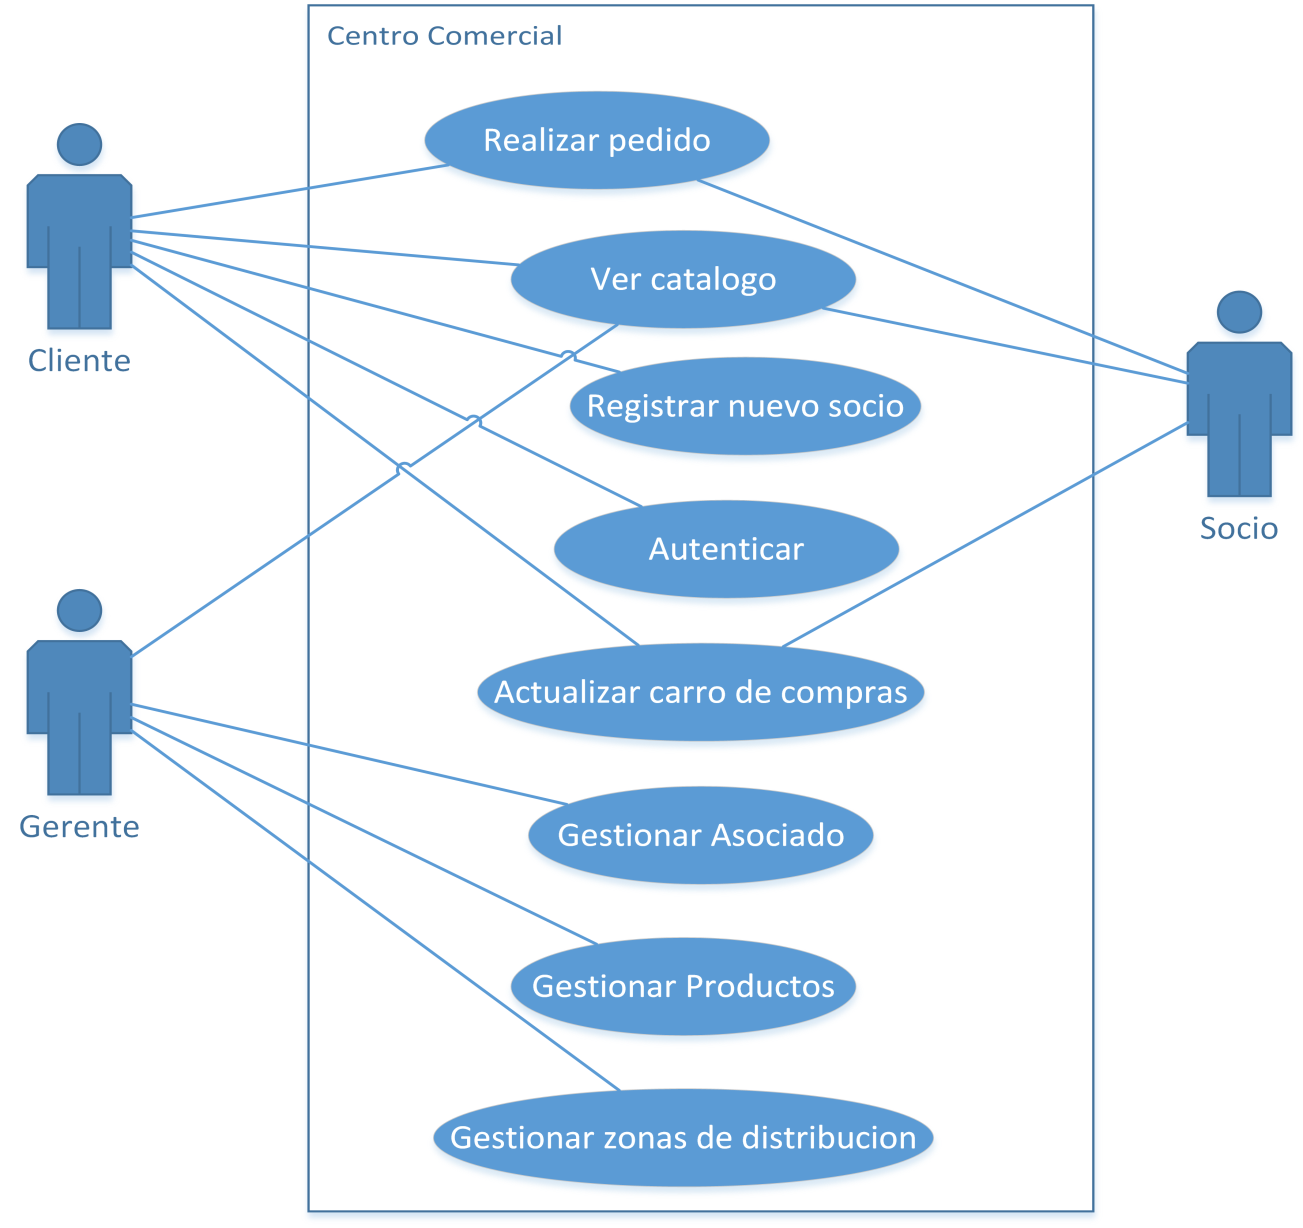 Centro Comercial
Realizar pedido
Ver catalogo
Cliente
Registrar nuevo socio
Socio
Autenticar
Actualizar carro de compras
Gerente
Gestionar Asociado
Gestionar Productos
Gestionar zonas de distribucion